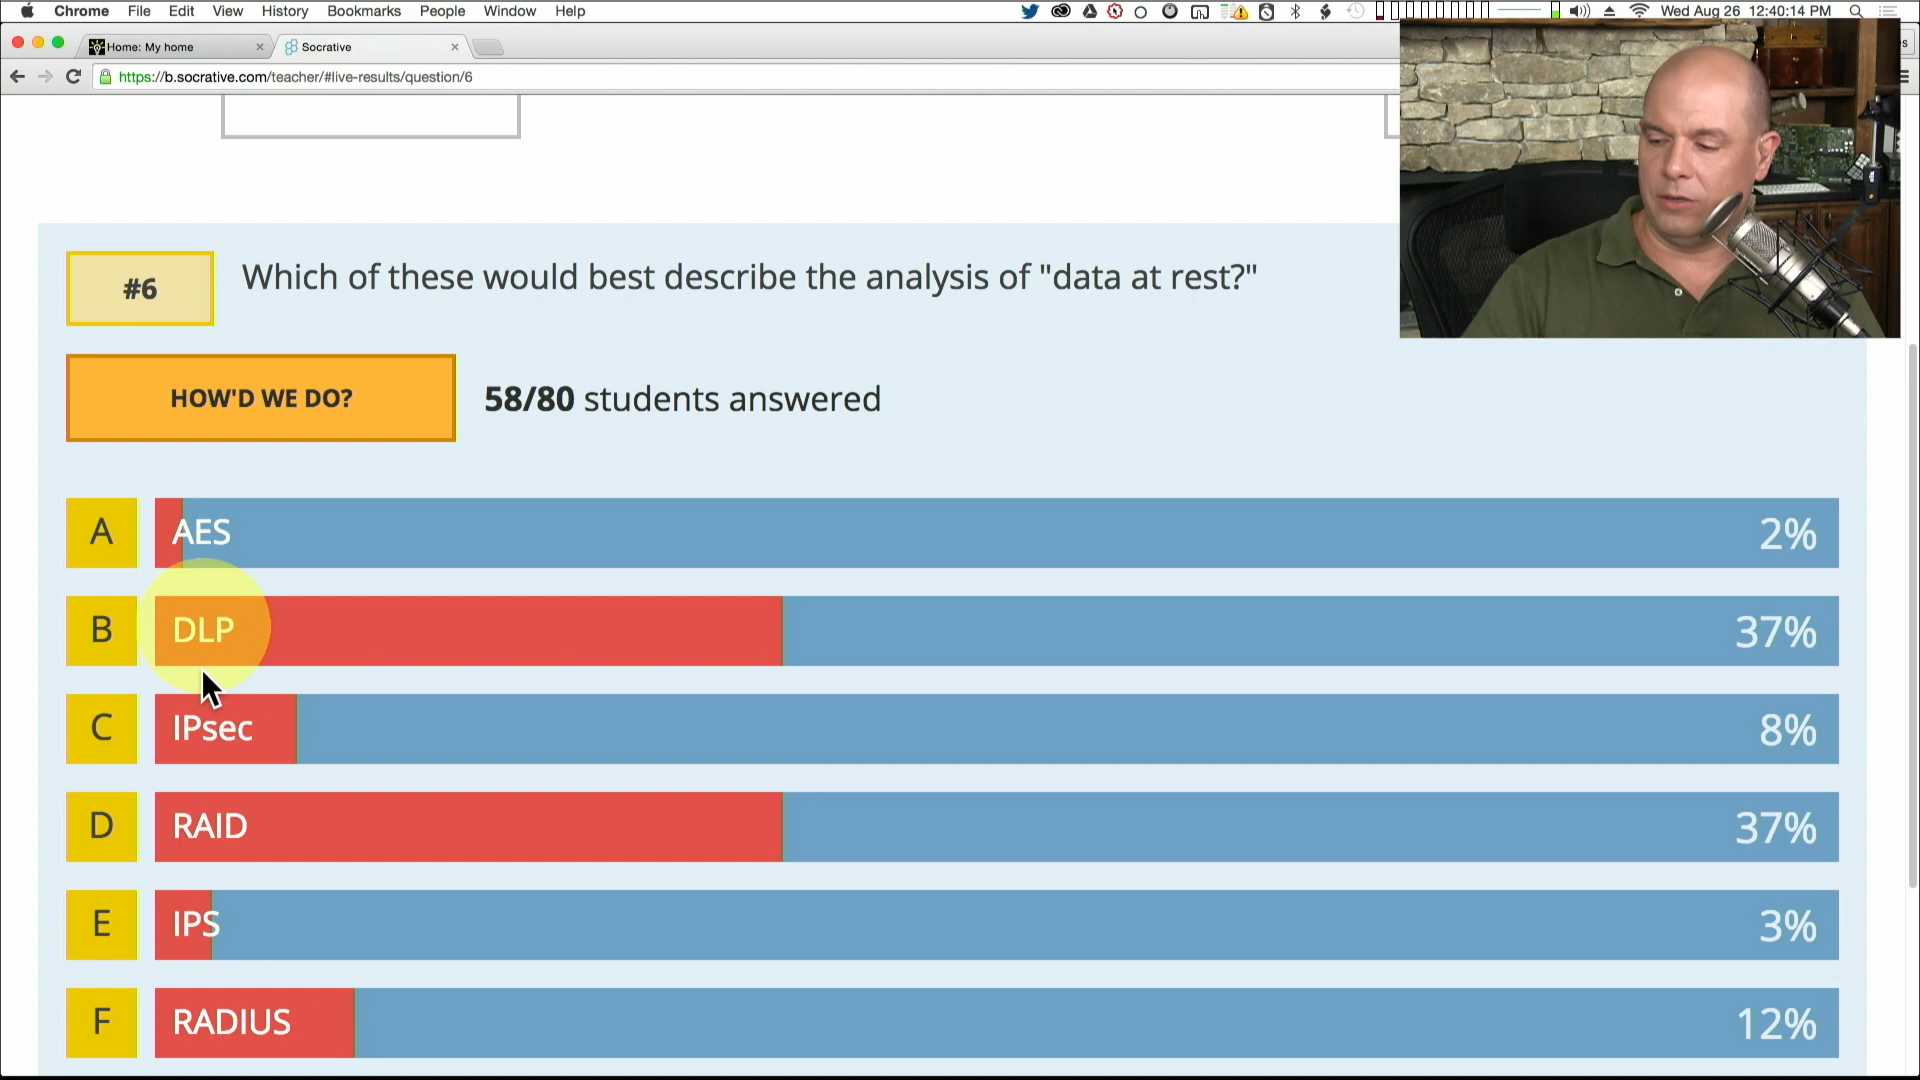 Chrome File Edit View History Bookmarks People Window Help Wed Aug 26 12:40:14 PM
Home: My home
Socrative
https://b.socrative.com/teacher/#live-results/question/6
#6
Which of these would best describe the analysis of "data at rest?"
HOW'D WE DO?
58/80 students answered
A AES 2%
B DLP 37%
C IPsec 8%
D RAID 37%
E IPS 3%
F RADIUS 12%